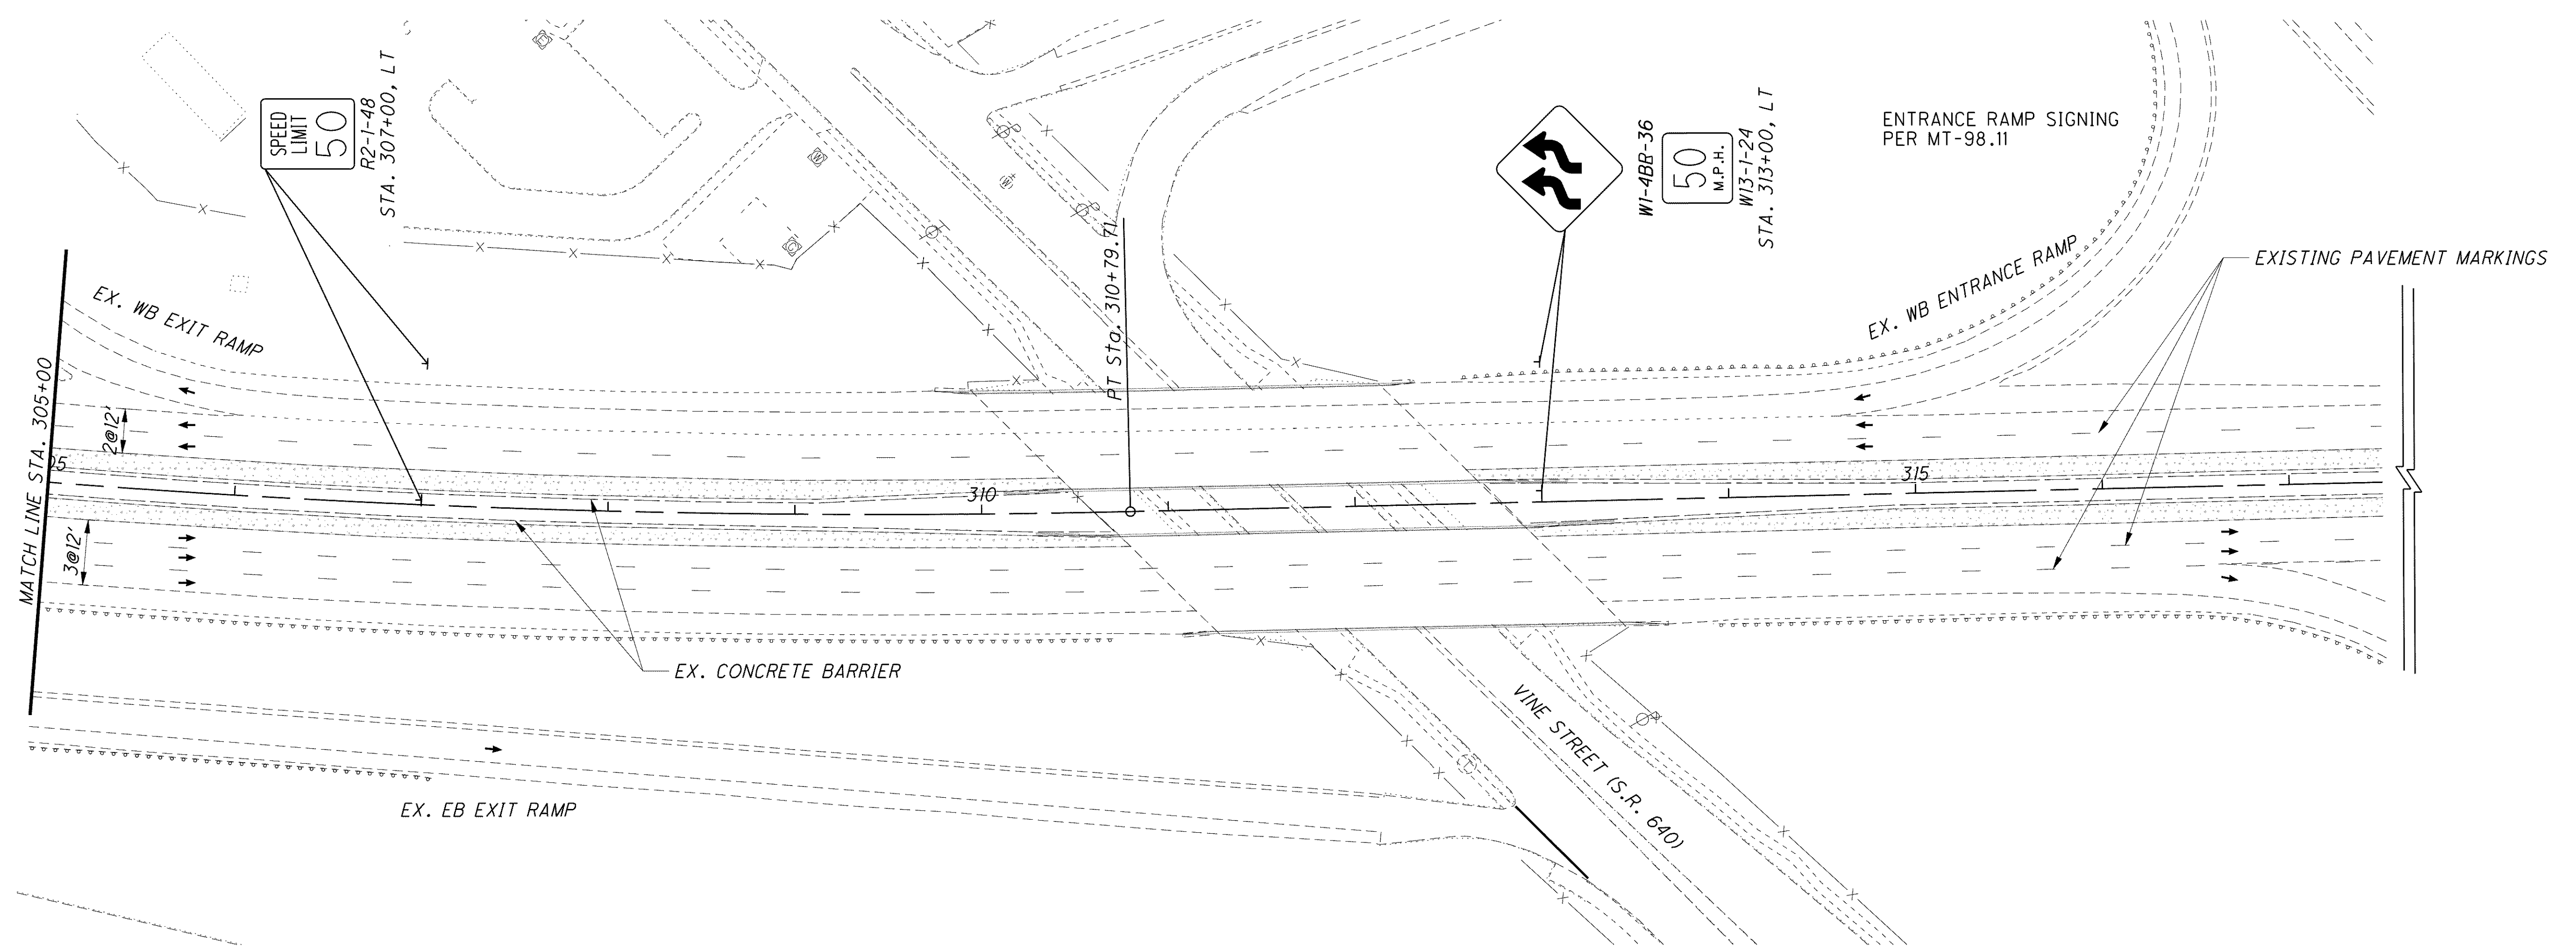 SPEED
LIMIT
50
R2-1-48
STA. 307+00, LT
W1-4BB-36
50
M.P.H.
W13-1-24
STA. 313+00, LT
ENTRANCE RAMP SIGNING
PER MT-98.11
EX. WB EXIT RAMP
PT Sta. 310+79.71
EX. WB ENTRANCE RAMP
EXISTING PAVEMENT MARKINGS
MATCH LINE STA. 305+00
2@12'
05
310
315
3@12'
EX. CONCRETE BARRIER
VINE STREET (S.R. 640)
EX. EB EXIT RAMP
E
W
W
G